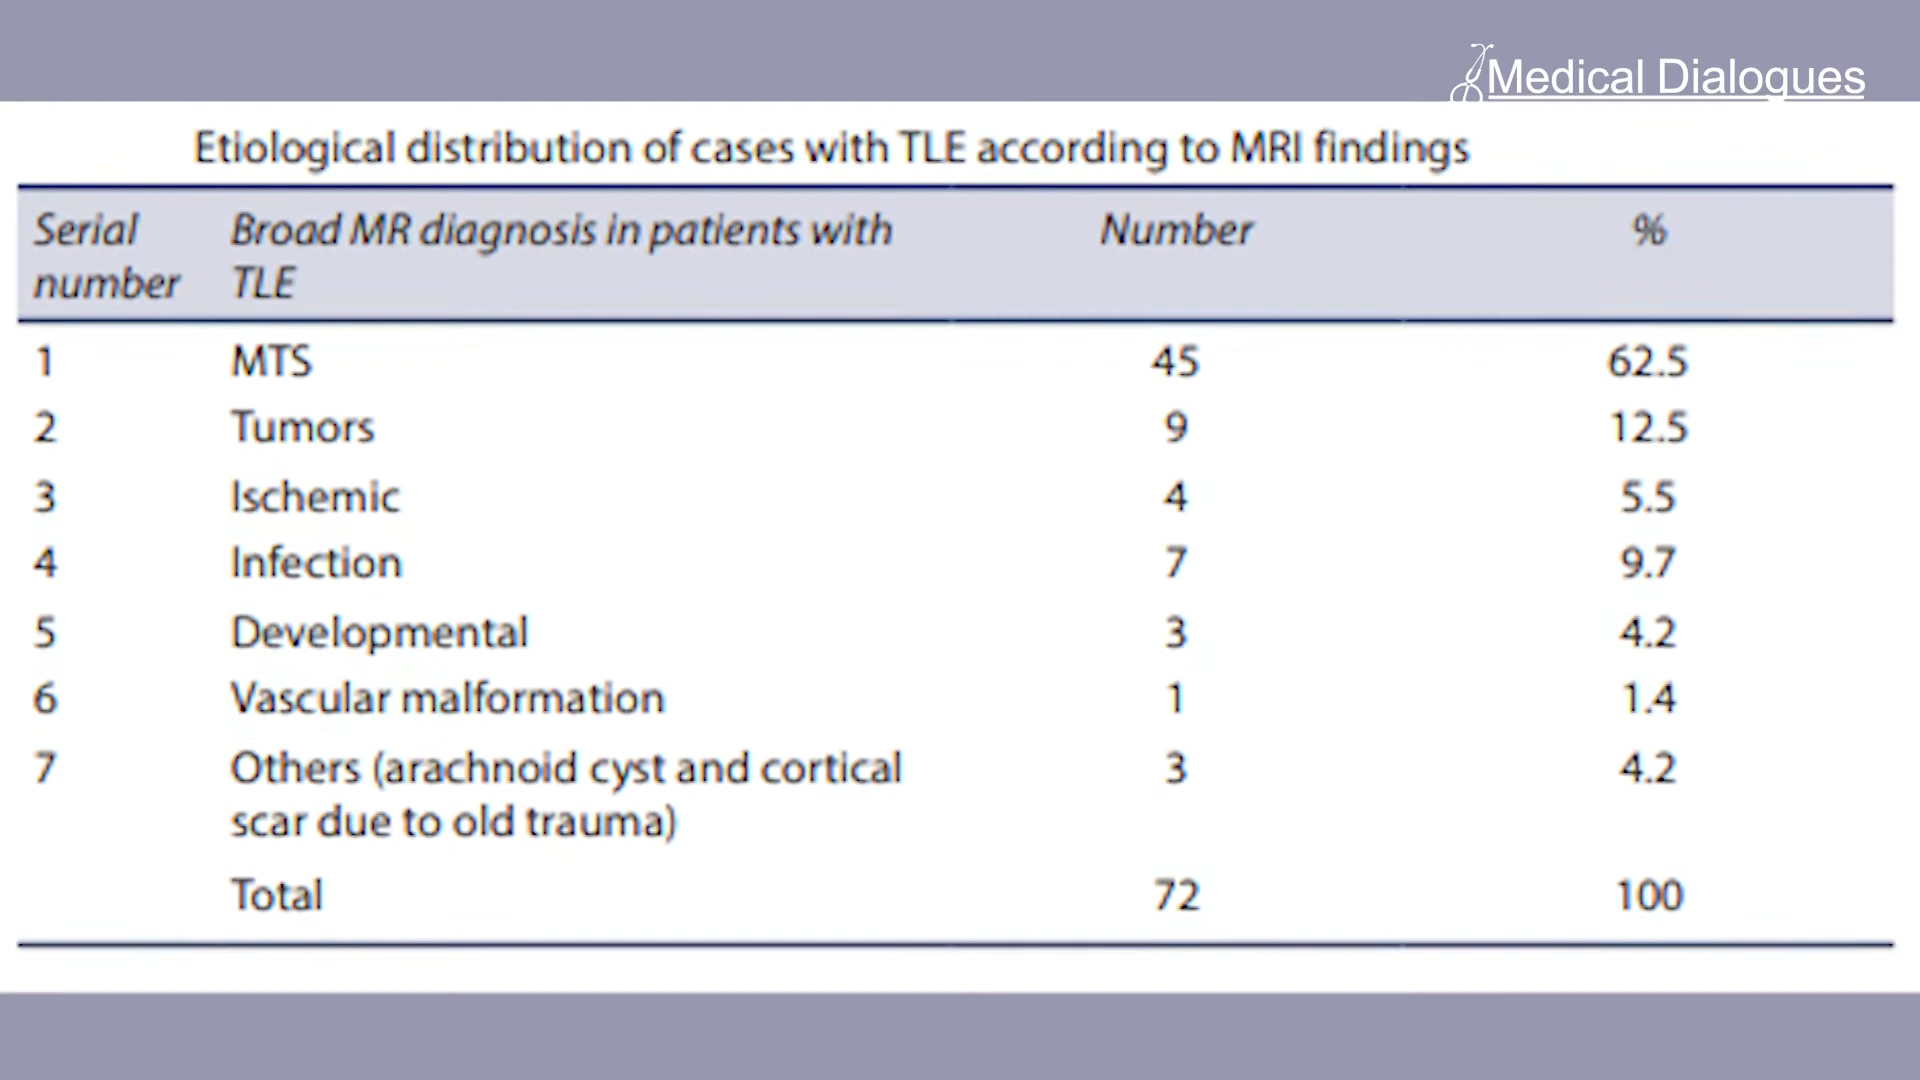 Medical Dialogues
Etiological distribution of cases with TLE according to MRI findings
Serial number Broad MR diagnosis in patients with TLE Number %
1 MTS 45 62.5
2 Tumors 9 12.5
3 Ischemic 4 5.5
4 Infection 7 9.7
5 Developmental 3 4.2
6 Vascular malformation 1 1.4
7 Others (arachnoid cyst and cortical scar due to old trauma) 3 4.2
Total 72 100